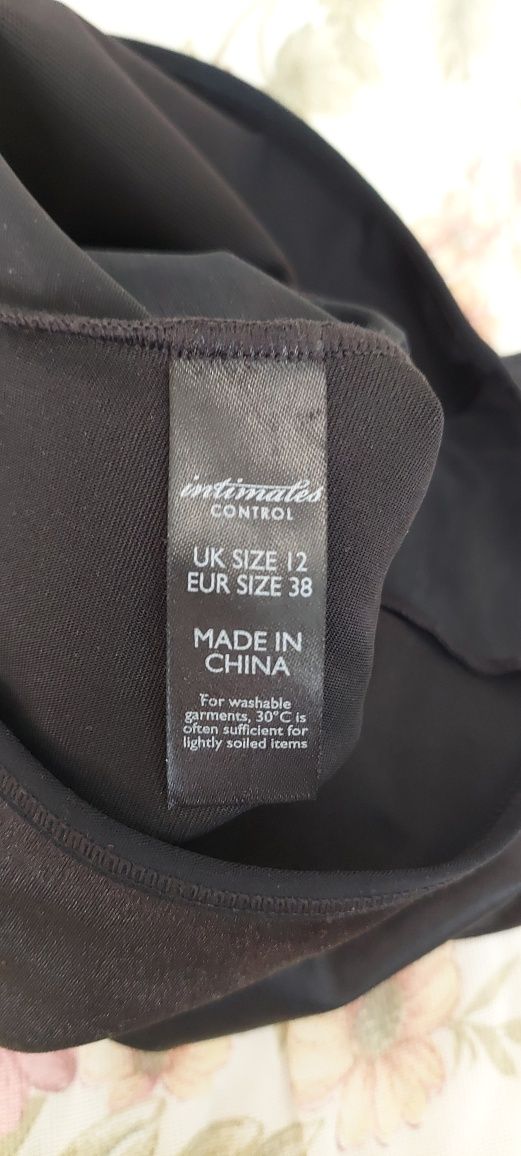 intimates
CONTROL
UK SIZE 12
EUR SIZE 38
MADE IN
CHINA
For washable
garments, 30°C is
often sufficient for
lightly soiled items